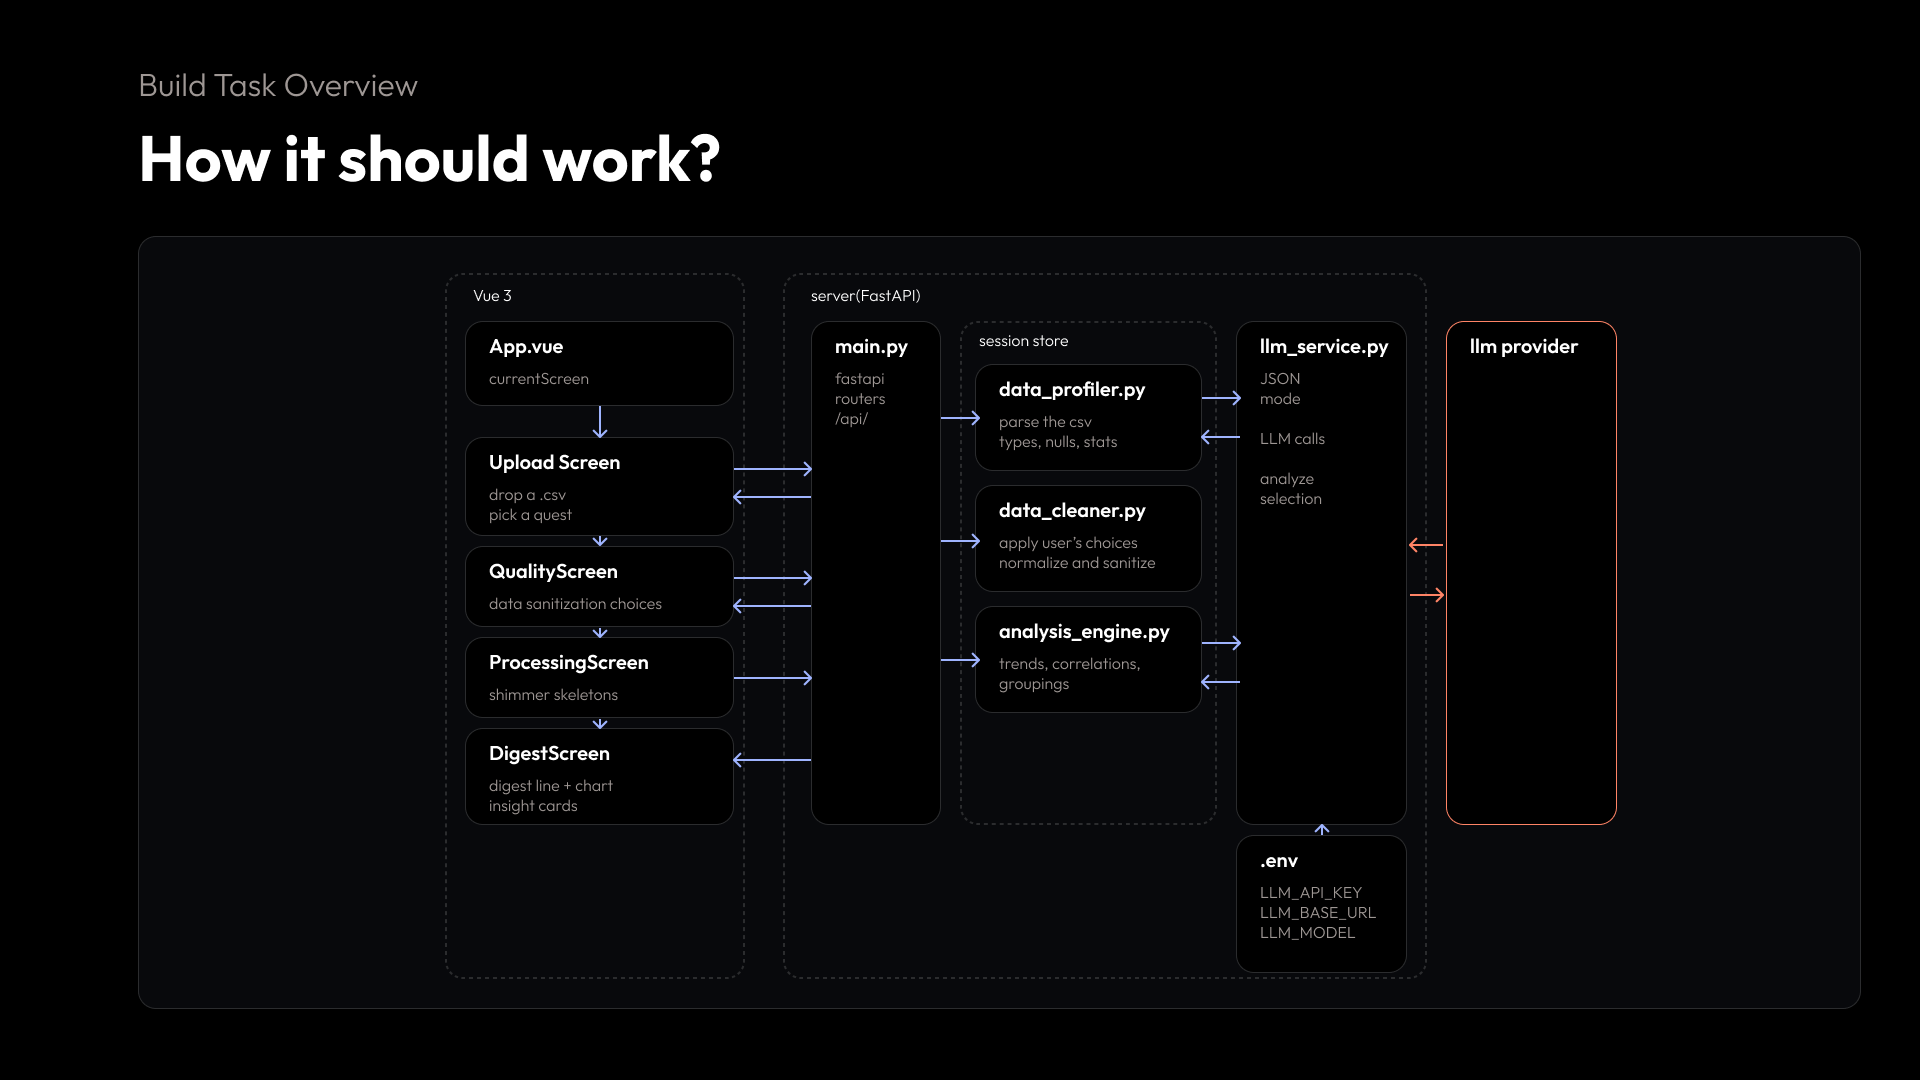 Build Task Overview
How it should work?
Vue 3
App.vue
currentScreen
Upload Screen
drop a .csv
pick a quest
QualityScreen
data sanitization choices
ProcessingScreen
shimmer skeletons
DigestScreen
digest line + chart
insight cards
server(FastAPI)
main.py
fastapi
routers
/api/
session store
data_profiler.py
parse the csv
types, nulls, stats
data_cleaner.py
apply user’s choices
normalize and sanitize
analysis_engine.py
trends, correlations,
groupings
llm_service.py
JSON
mode
LLM calls
analyze
selection
.env
LLM_API_KEY
LLM_BASE_URL
LLM_MODEL
llm provider